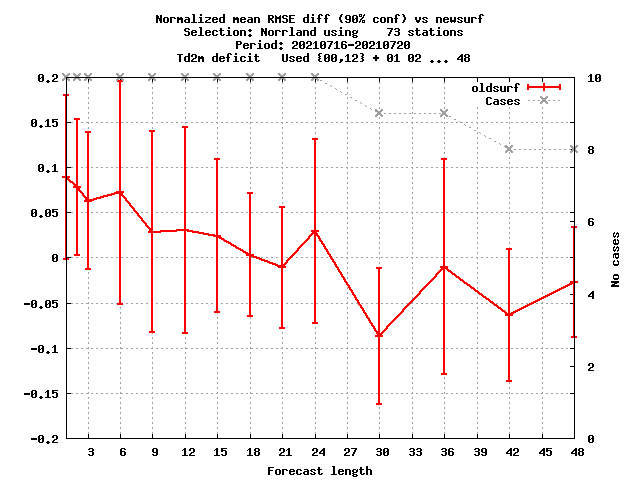 Normalized mean RMSE diff (90% conf) vs newsurf
Selection: Norrland using    73 stations
Period: 20210716-20210720
Td2m deficit   Used {00,12} + 01 02 ... 48
oldsurf
Cases
0.2
0.15
0.1
0.05
0
-0.05
-0.1
-0.15
-0.2
10
8
6
4
2
0
No cases
3 6 9 12 15 18 21 24 27 30 33 36 39 42 45 48
Forecast length